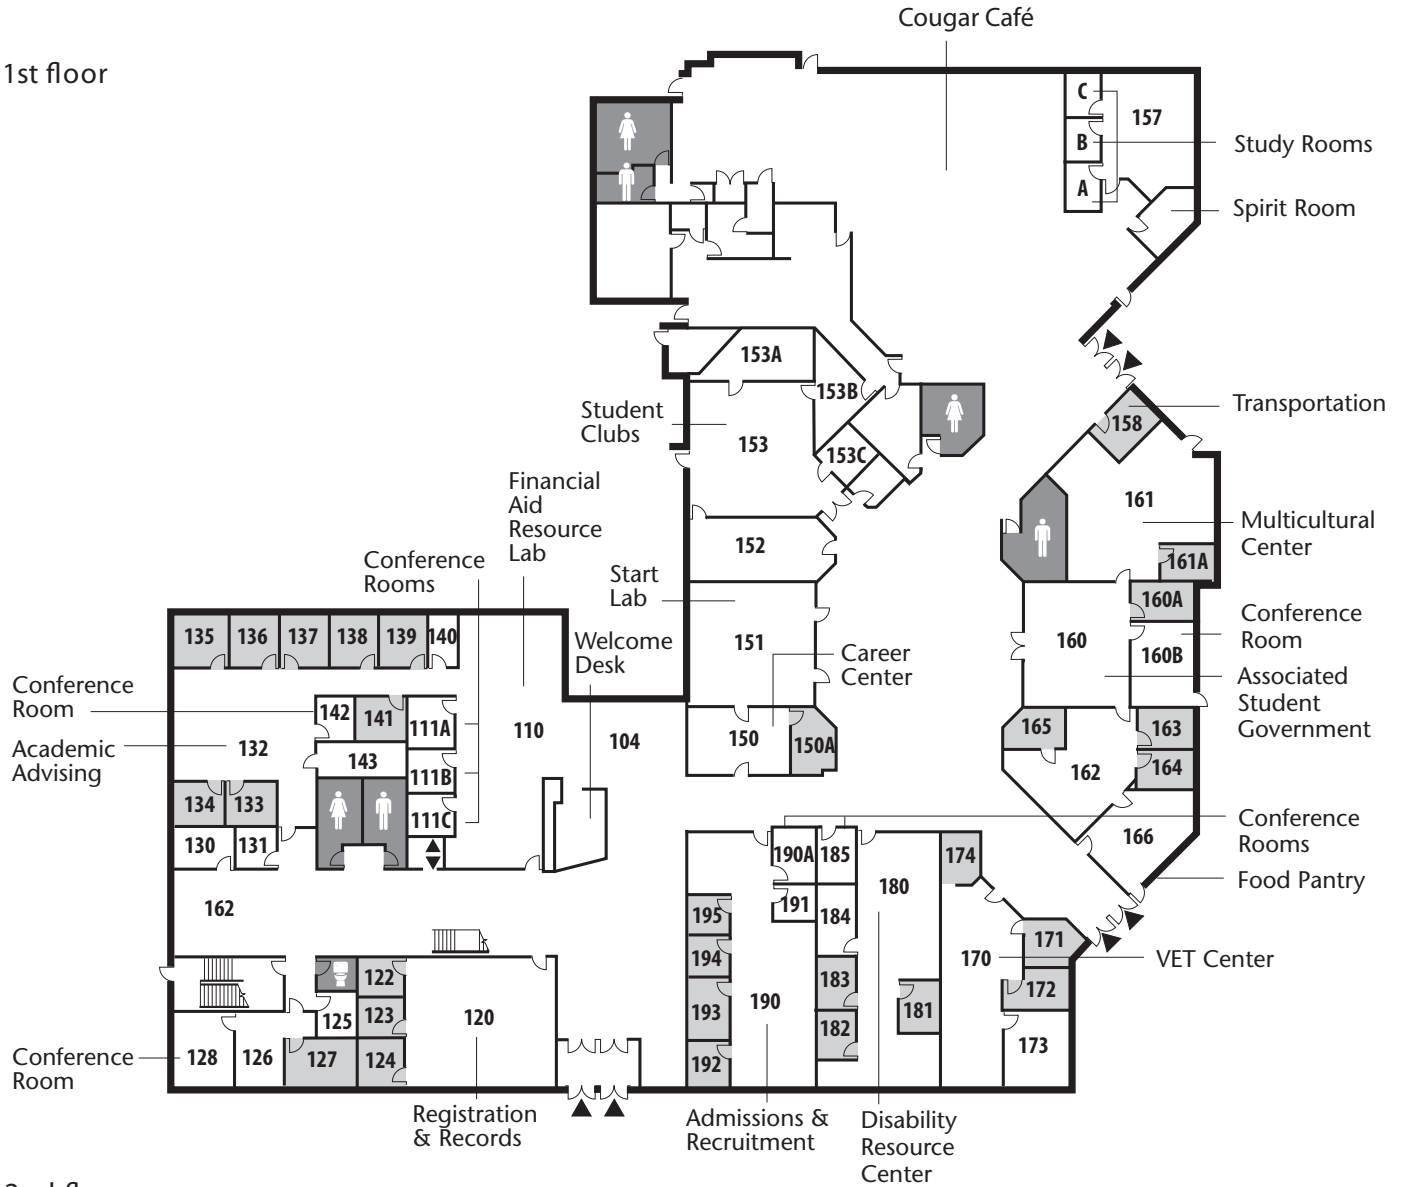 Cougar Café
1st floor
C
157
B
Study Rooms
A
Spirit Room
153A
153B
Transportation
Student
Clubs
158
153
153C
Financial
Aid
Resource
Lab
161
Multicultural
Center
152
161A
Conference
Rooms
Start
Lab
160A
Conference
Room
135
136
137
138
139
140
Welcome
Desk
151
160
160B
Career
Center
Associated
Student
Government
Conference
Room
142
141
111A
110
104
150
150A
165
163
Academic
Advising
132
143
162
164
111B
134
133
111C
Conference
Rooms
130
131
190A
185
174
166
180
Food Pantry
162
191
184
195
171
194
170
VET Center
122
183
172
193
190
181
123
125
120
182
173
Conference
Room
128
126
127
124
192
Registration
& Records
Admissions &
Recruitment
Disability
Resource
Center